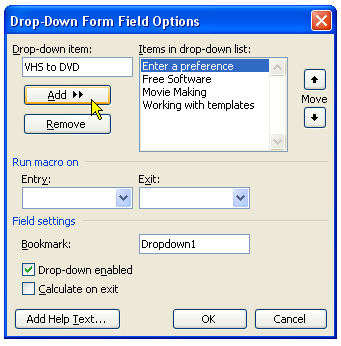 Drop-Down Form Field Options
Drop-down item:
Items in drop-down list:
VHS to DVD
Enter a preference
Free Software
Movie Making
Working with templates
Add
Remove
Move
Run macro on
Entry:
Exit:
Field settings
Bookmark:
Dropdown1
Drop-down enabled
Calculate on exit
Add Help Text...
OK
Cancel